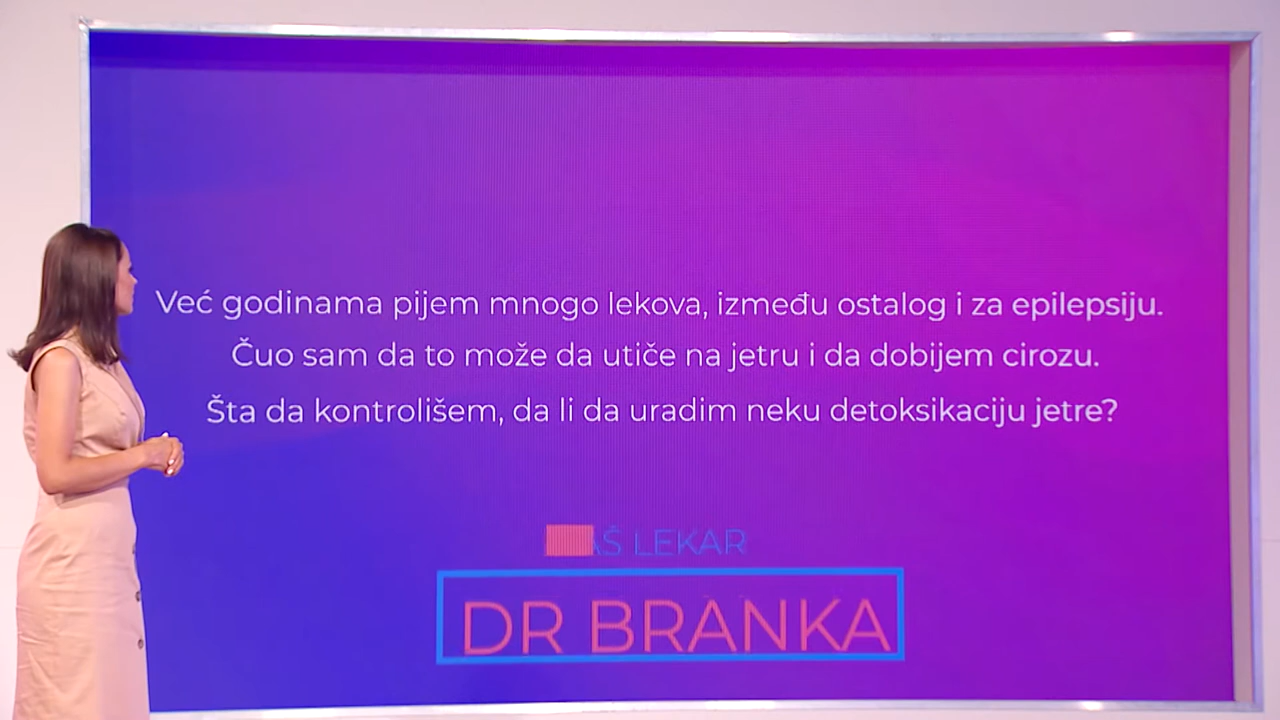 Već godinama pijem mnogo lekova, između ostalog i za epilepsiju.
Čuo sam da to može da utiče na jetru i da dobijem cirozu.
Šta da kontrolišem, da li da uradim neku detoksikaciju jetre?
LEKAR
DR BRANKA